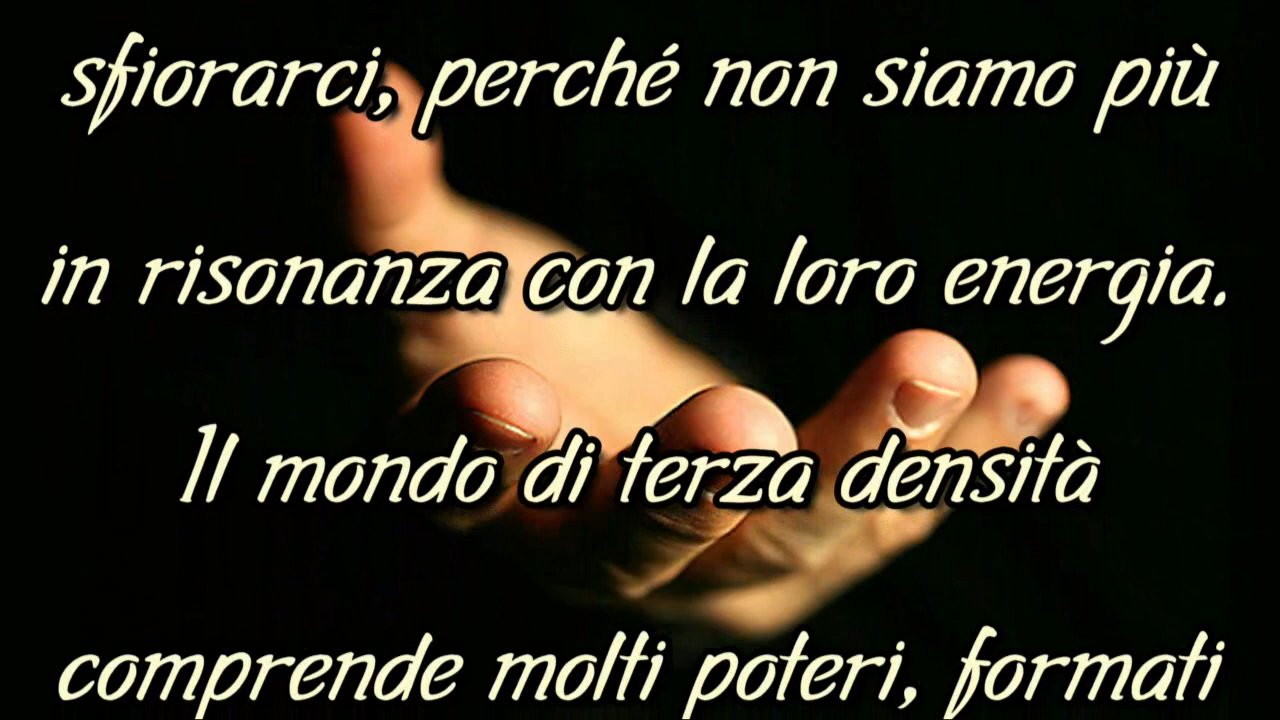 sfiorarci, perché non siamo più
in risonanza con la loro energia.
Il mondo di terza densità
comprende molti poteri, formati